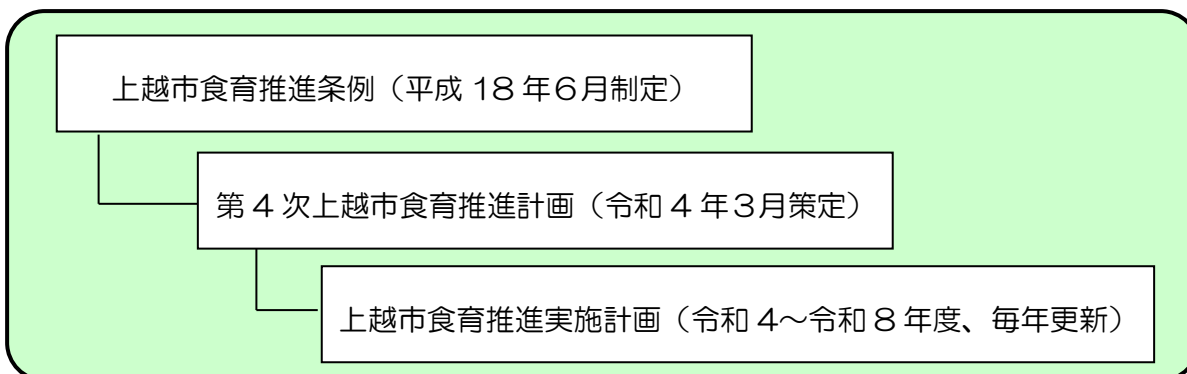 上越市食育推進条例（平成 18 年６月制定）
第４次上越市食育推進計画（令和４年３月策定）
上越市食育推進実施計画（令和 4～令和８年度、毎年更新）